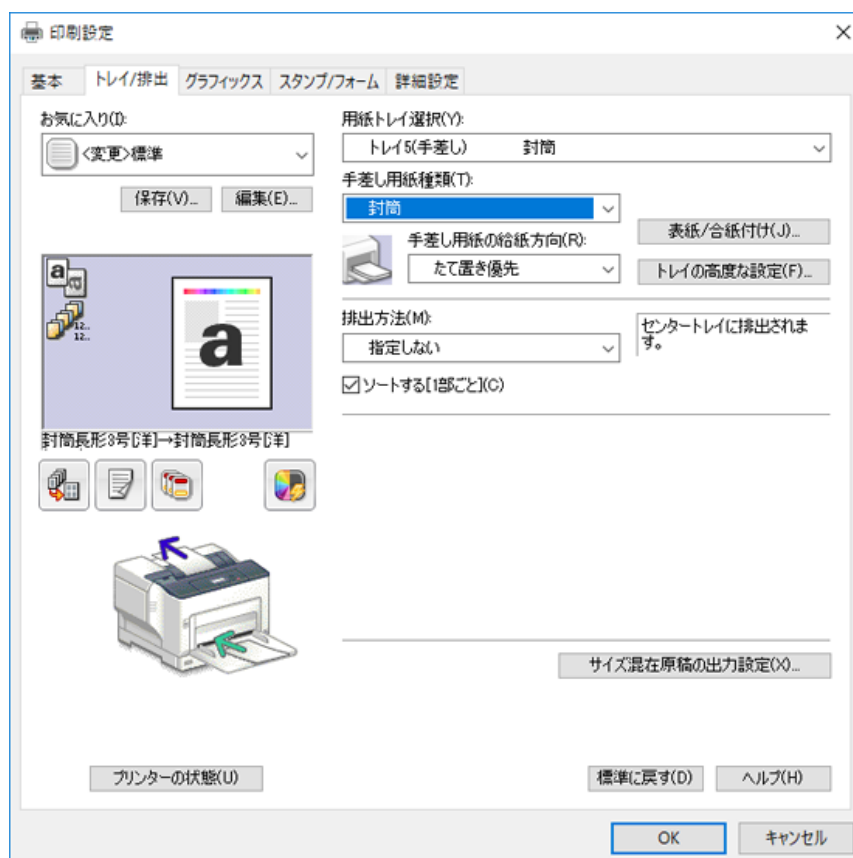 印刷設定
基本 トレイ/排出 グラフィックス スタンプ/フォーム 詳細設定
お気に入り(I):
<変更>標準
保存(V)... 編集(E)...
a
a
12..
12..
a
封筒長形3号[洋]→封筒長形3号[洋]
プリンターの状態(U)
用紙トレイ選択(Y):
トレイ5(手差し) 封筒
手差し用紙種類(T):
封筒
手差し用紙の給紙方向(R):
たて置き優先
表紙/合紙付け(J)...
トレイの高度な設定(F)...
排出方法(M):
指定しない
センタートレイに排出されま
す。
ソートする[1部ごと](C)
サイズ混在原稿の出力設定(X)...
標準に戻す(D) ヘルプ(H)
OK キャンセル